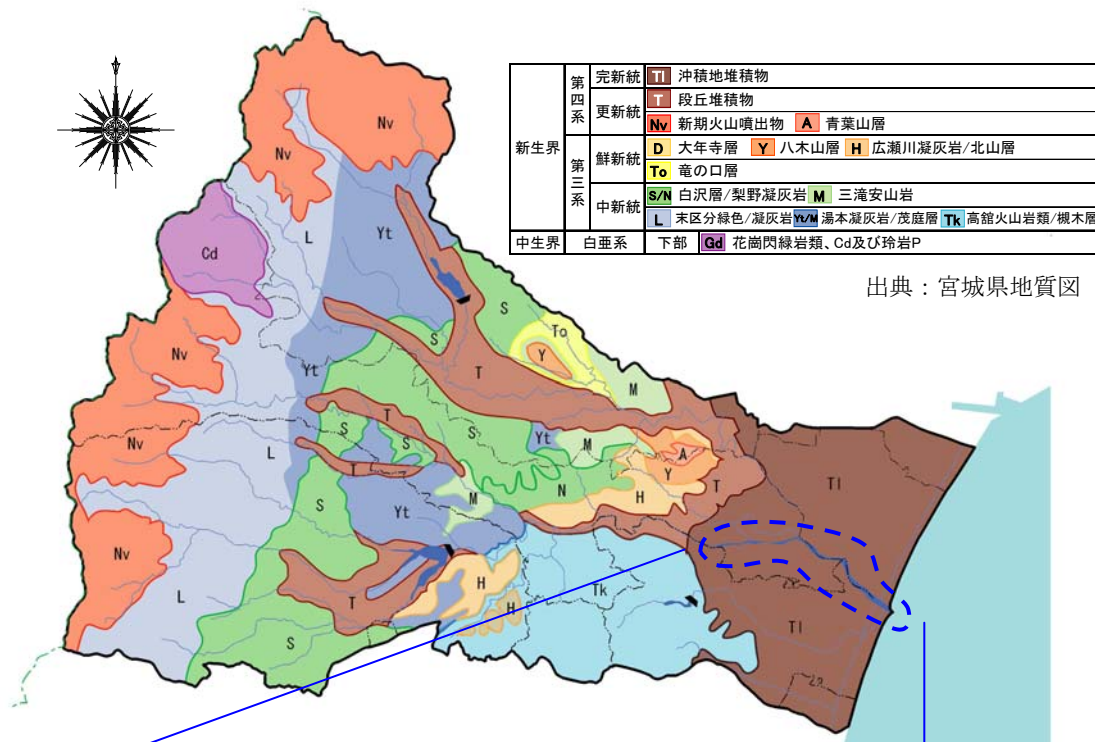 新生界 第四系 完新統 Tl 沖積地堆積物
更新統 T 段丘堆積物
Nv 新期火山噴出物 A 青葉山層
第三系 鮮新統 D 大年寺層 Y 八木山層 H 広瀬川凝灰岩/北山層
To 竜の口層
中新統 S/N 白沢層/梨野凝灰岩 M 三滝安山岩
L 末区分緑色/凝灰岩 Yt/M 湯本凝灰岩/茂庭層 Tk 高舘火山岩類/槻木層
中生界 白亜系 下部 Gd 花崗閃緑岩類、Cd及び玲岩P
出典：宮城県地質図
Nv
Nv
L
Yt
Cd
S
To
S
Y
Nv
Yt
T
M
T
S
S
S
Yt
M
A
Nv
L
T
N
Y
T
Tl
M
H
S
Yt
Nv
H
Tk
L
T
H
Tl
S